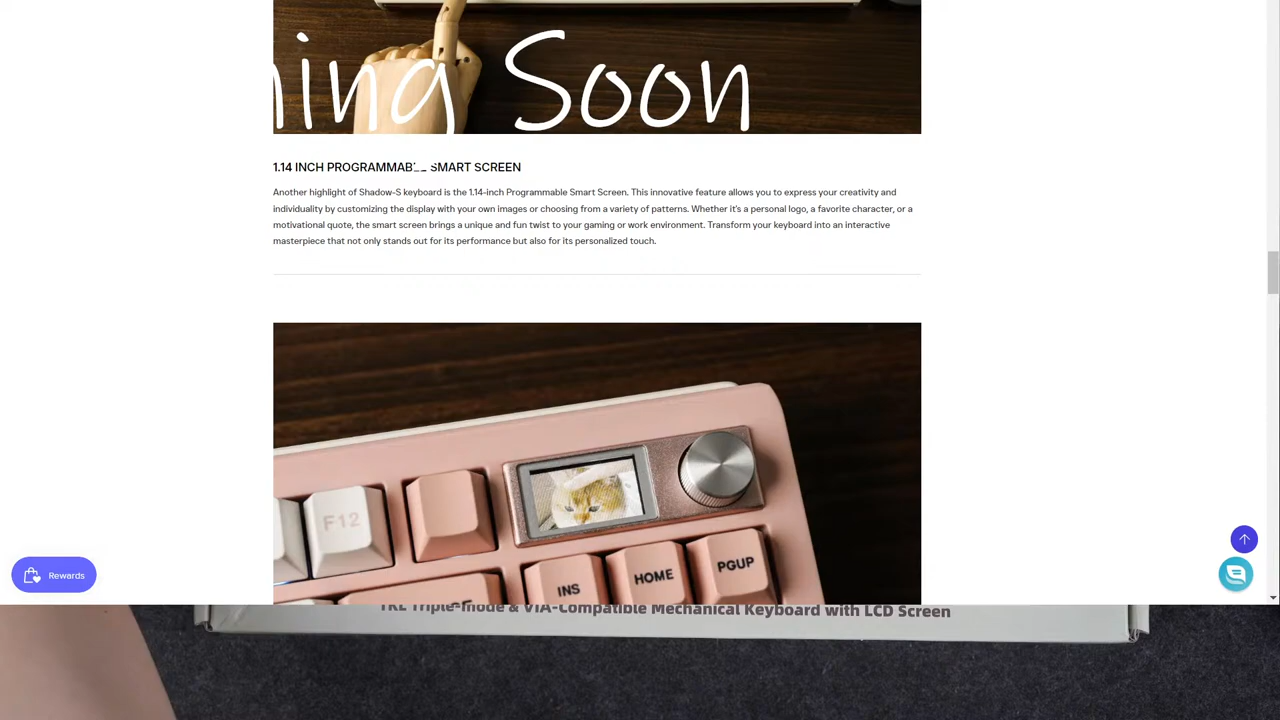 ning Soon
1.14 INCH PROGRAMMABLE SMART SCREEN
Another highlight of Shadow-S keyboard is the 1.14-inch Programmable Smart Screen. This innovative feature allows you to express your creativity and
individuality by customizing the display with your own images or choosing from a variety of patterns. Whether it's a personal logo, a favorite character, or a
motivational quote, the smart screen brings a unique and fun twist to your gaming or work environment. Transform your keyboard into an interactive
masterpiece that not only stands out for its performance but also for its personalized touch.
F12
INS HOME PGUP
Rewards
TKL Triple-mode & VIA-Compatible Mechanical Keyboard with LCD Screen